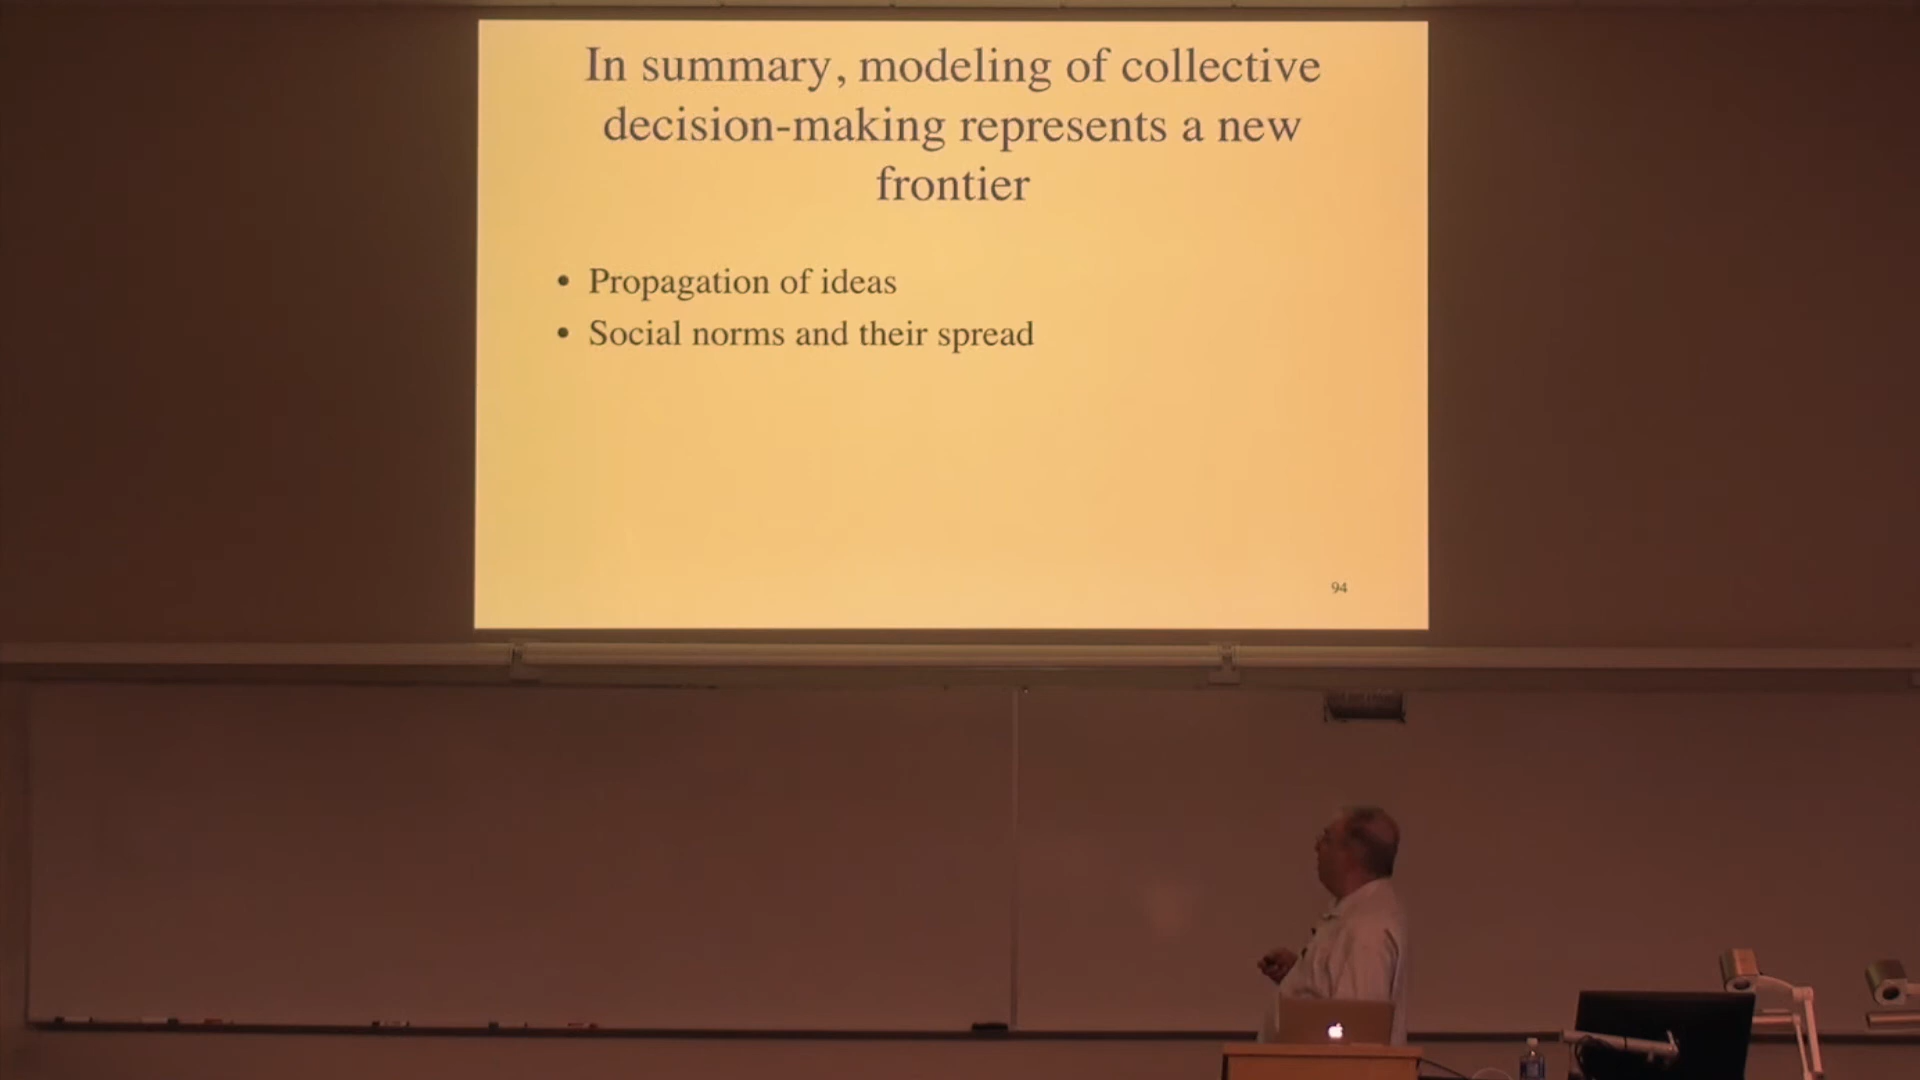 In summary, modeling of collective
decision-making represents a new
frontier
• Propagation of ideas
• Social norms and their spread
94